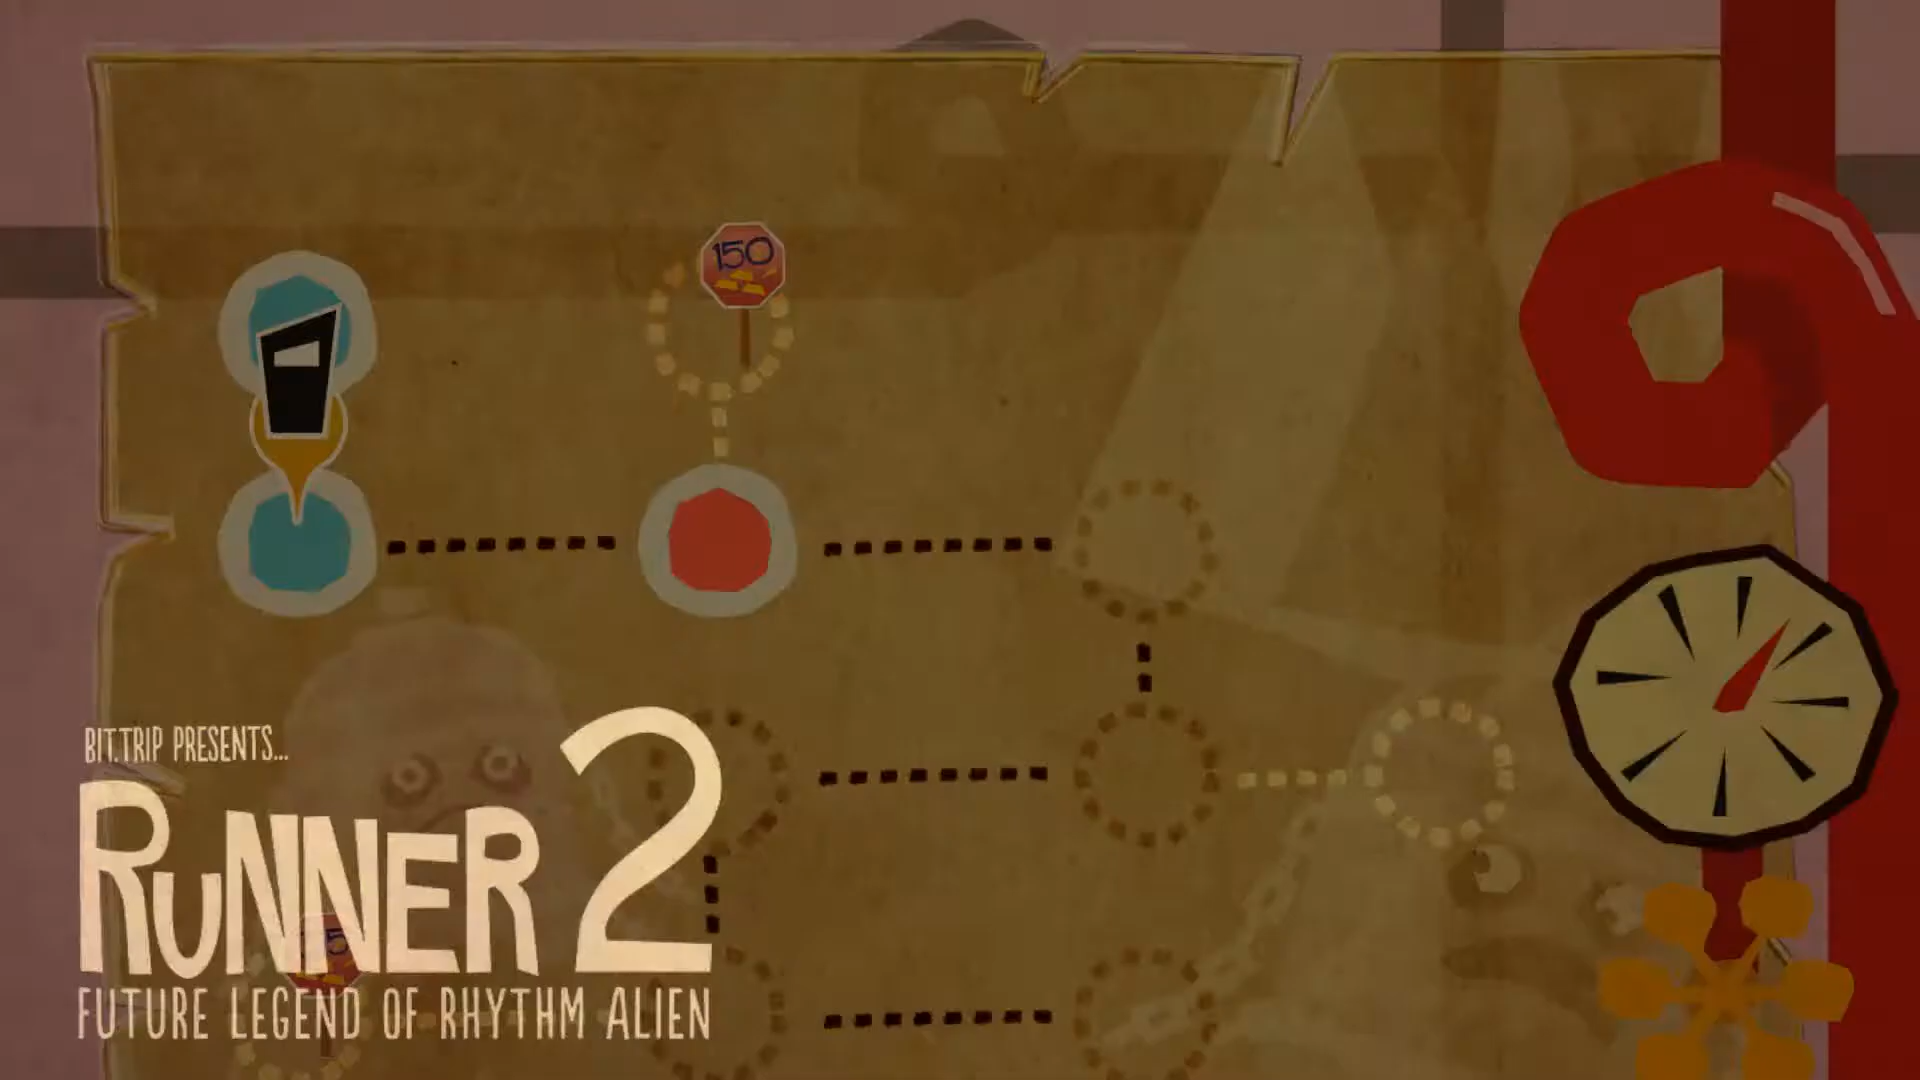 150
BIT.TRIP PRESENTS...
RUNNER 2
FUTURE LEGEND OF RHYTHM ALIEN